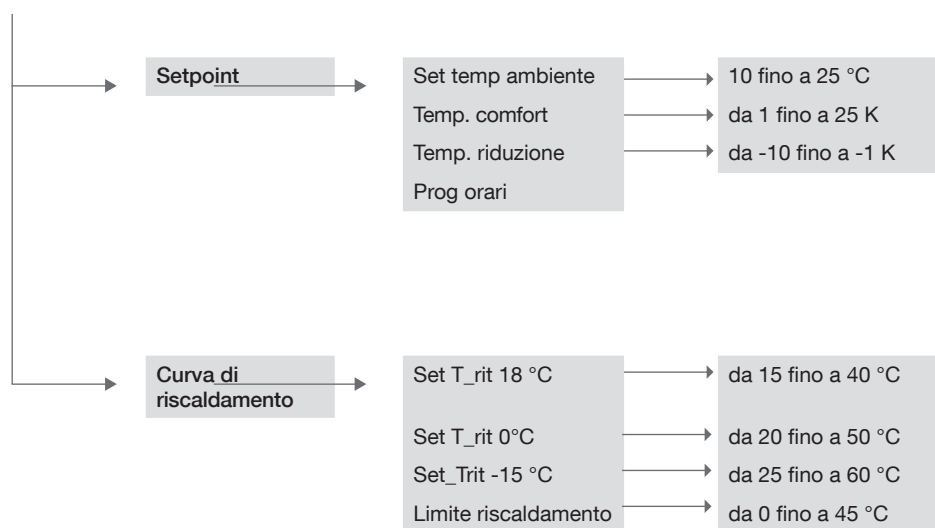 Setpoint
Set temp ambiente
10 fino a 25 °C
Temp. comfort
da 1 fino a 25 K
Temp. riduzione
da -10 fino a -1 K
Prog orari
Curva di
riscaldamento
Set T_rit 18 °C
da 15 fino a 40 °C
Set T_rit 0°C
da 20 fino a 50 °C
Set_Trit -15 °C
da 25 fino a 60 °C
Limite riscaldamento
da 0 fino a 45 °C